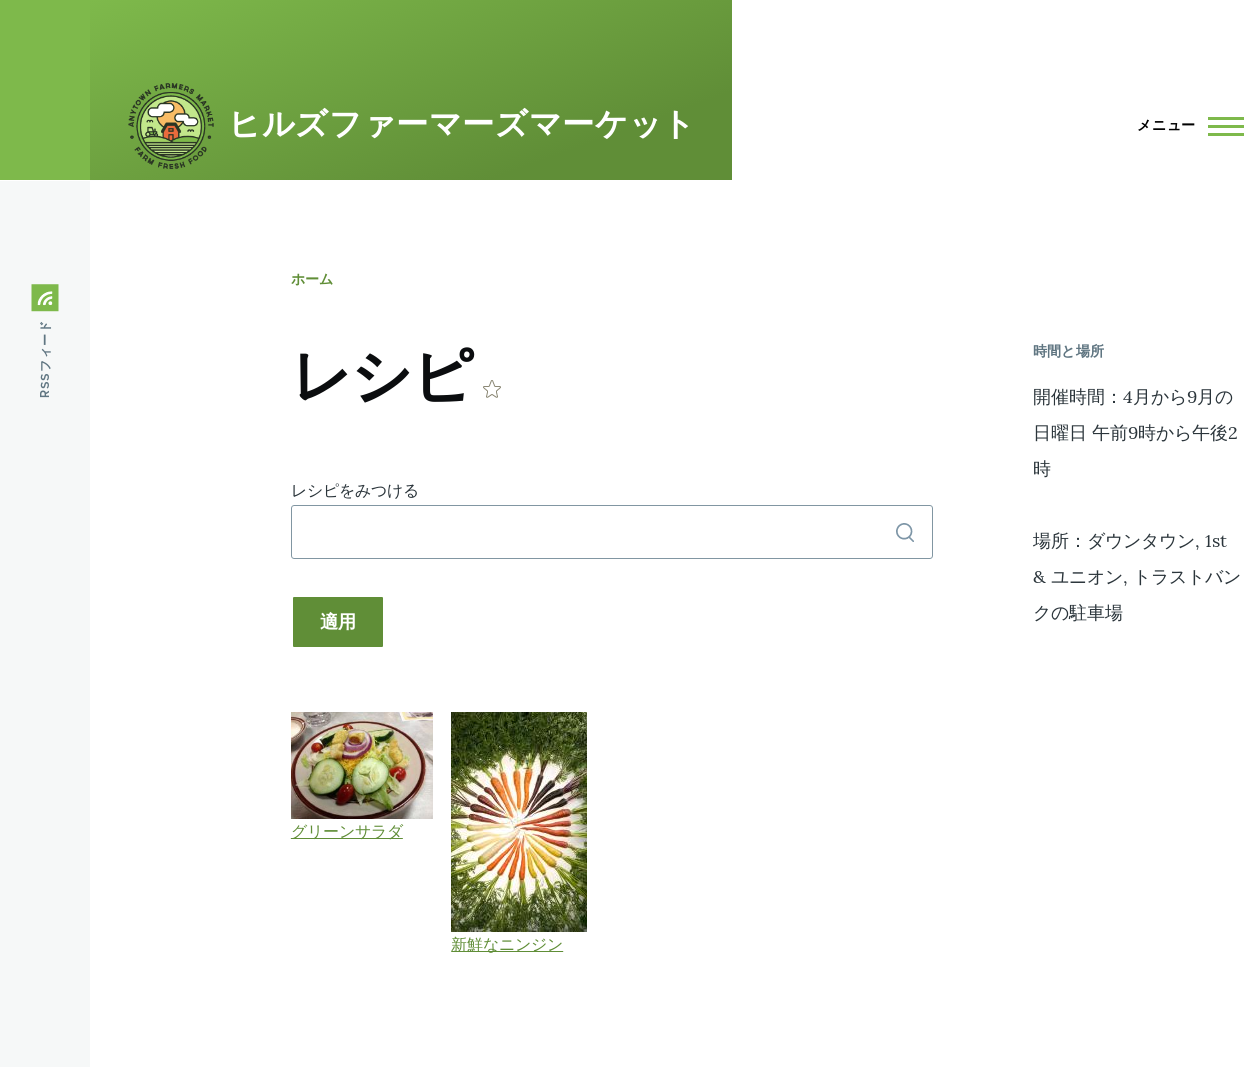 ANYTOWN FARMERS MARKET
FARM FRESH FOOD
ヒルズファーマーズマーケット
メニュー
RSSフィード
ホーム
レシピ
レシピをみつける
適用
グリーンサラダ
新鮮なニンジン
時間と場所
開催時間：4月から9月の
日曜日 午前9時から午後2
時
場所：ダウンタウン, 1st
& ユニオン, トラストバン
クの駐車場